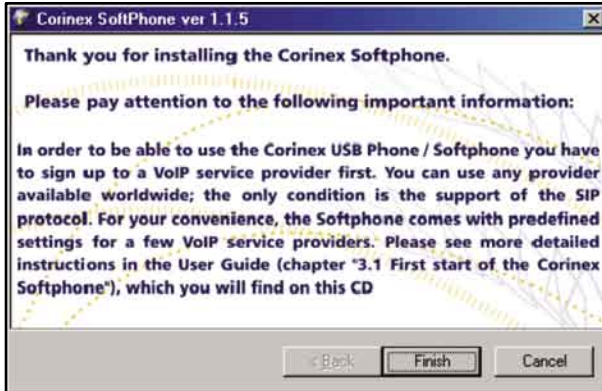 Corinex SoftPhone ver 1.1.5
Thank you for installing the Corinex Softphone.
Please pay attention to the following important information:
In order to be able to use the Corinex USB Phone / Softphone you have
to sign up to a VoIP service provider first. You can use any provider
available worldwide; the only condition is the support of the SIP
protocol. For your convenience, the Softphone comes with predefined
settings for a few VoIP service providers. Please see more detailed
instructions in the User Guide (chapter "3.1 First start of the Corinex
Softphone"), which you will find on this CD
< Back Finish Cancel